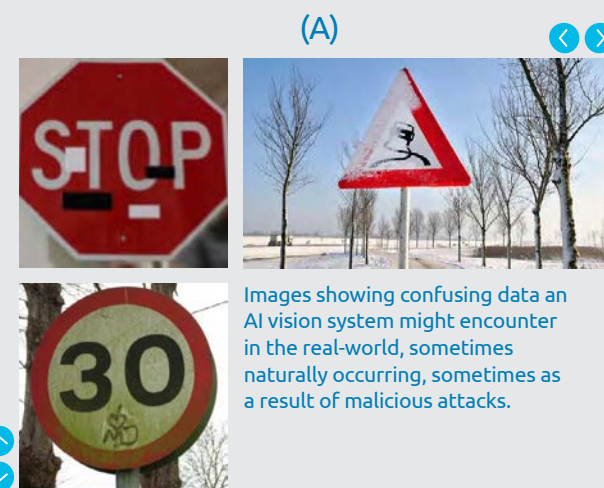 (A)
STOP
30
MD
Images showing confusing data an
AI vision system might encounter
in the real-world, sometimes
naturally occurring, sometimes as
a result of malicious attacks.